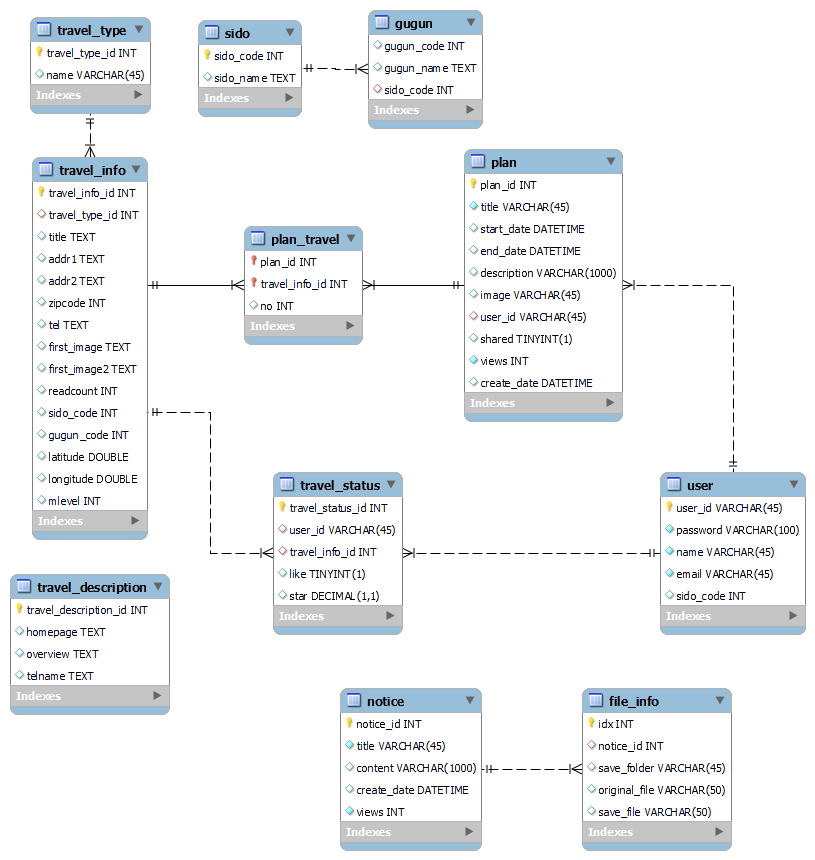 travel_type
travel_type_id INT
name VARCHAR(45)
Indexes
sido
sido_code INT
sido_name TEXT
Indexes
gugun
gugun_code INT
gugun_name TEXT
sido_code INT
Indexes
travel_info
travel_info_id INT
travel_type_id INT
title TEXT
addr1 TEXT
addr2 TEXT
zipcode INT
tel TEXT
first_image TEXT
first_image2 TEXT
readcount INT
sido_code INT
gugun_code INT
latitude DOUBLE
longitude DOUBLE
mlevel INT
Indexes
plan_travel
plan_id INT
travel_info_id INT
no INT
Indexes
plan
plan_id INT
title VARCHAR(45)
start_date DATETIME
end_date DATETIME
description VARCHAR(1000)
image VARCHAR(45)
user_id VARCHAR(45)
shared TINYINT(1)
views INT
create_date DATETIME
Indexes
travel_status
travel_status_id INT
user_id VARCHAR(45)
travel_info_id INT
like TINYINT(1)
star DECIMAL(1,1)
Indexes
user
user_id VARCHAR(45)
password VARCHAR(100)
name VARCHAR(45)
email VARCHAR(45)
sido_code INT
Indexes
travel_description
travel_description_id INT
homepage TEXT
overview TEXT
telname TEXT
Indexes
notice
notice_id INT
title VARCHAR(45)
content VARCHAR(1000)
create_date DATETIME
views INT
Indexes
file_info
idx INT
notice_id INT
save_folder VARCHAR(45)
original_file VARCHAR(50)
save_file VARCHAR(50)
Indexes